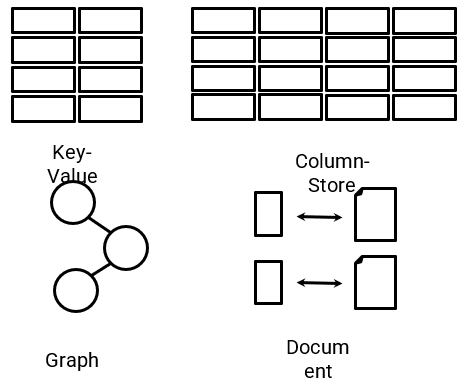 Key-
Value
Column-
Store
Graph
Docum
ent